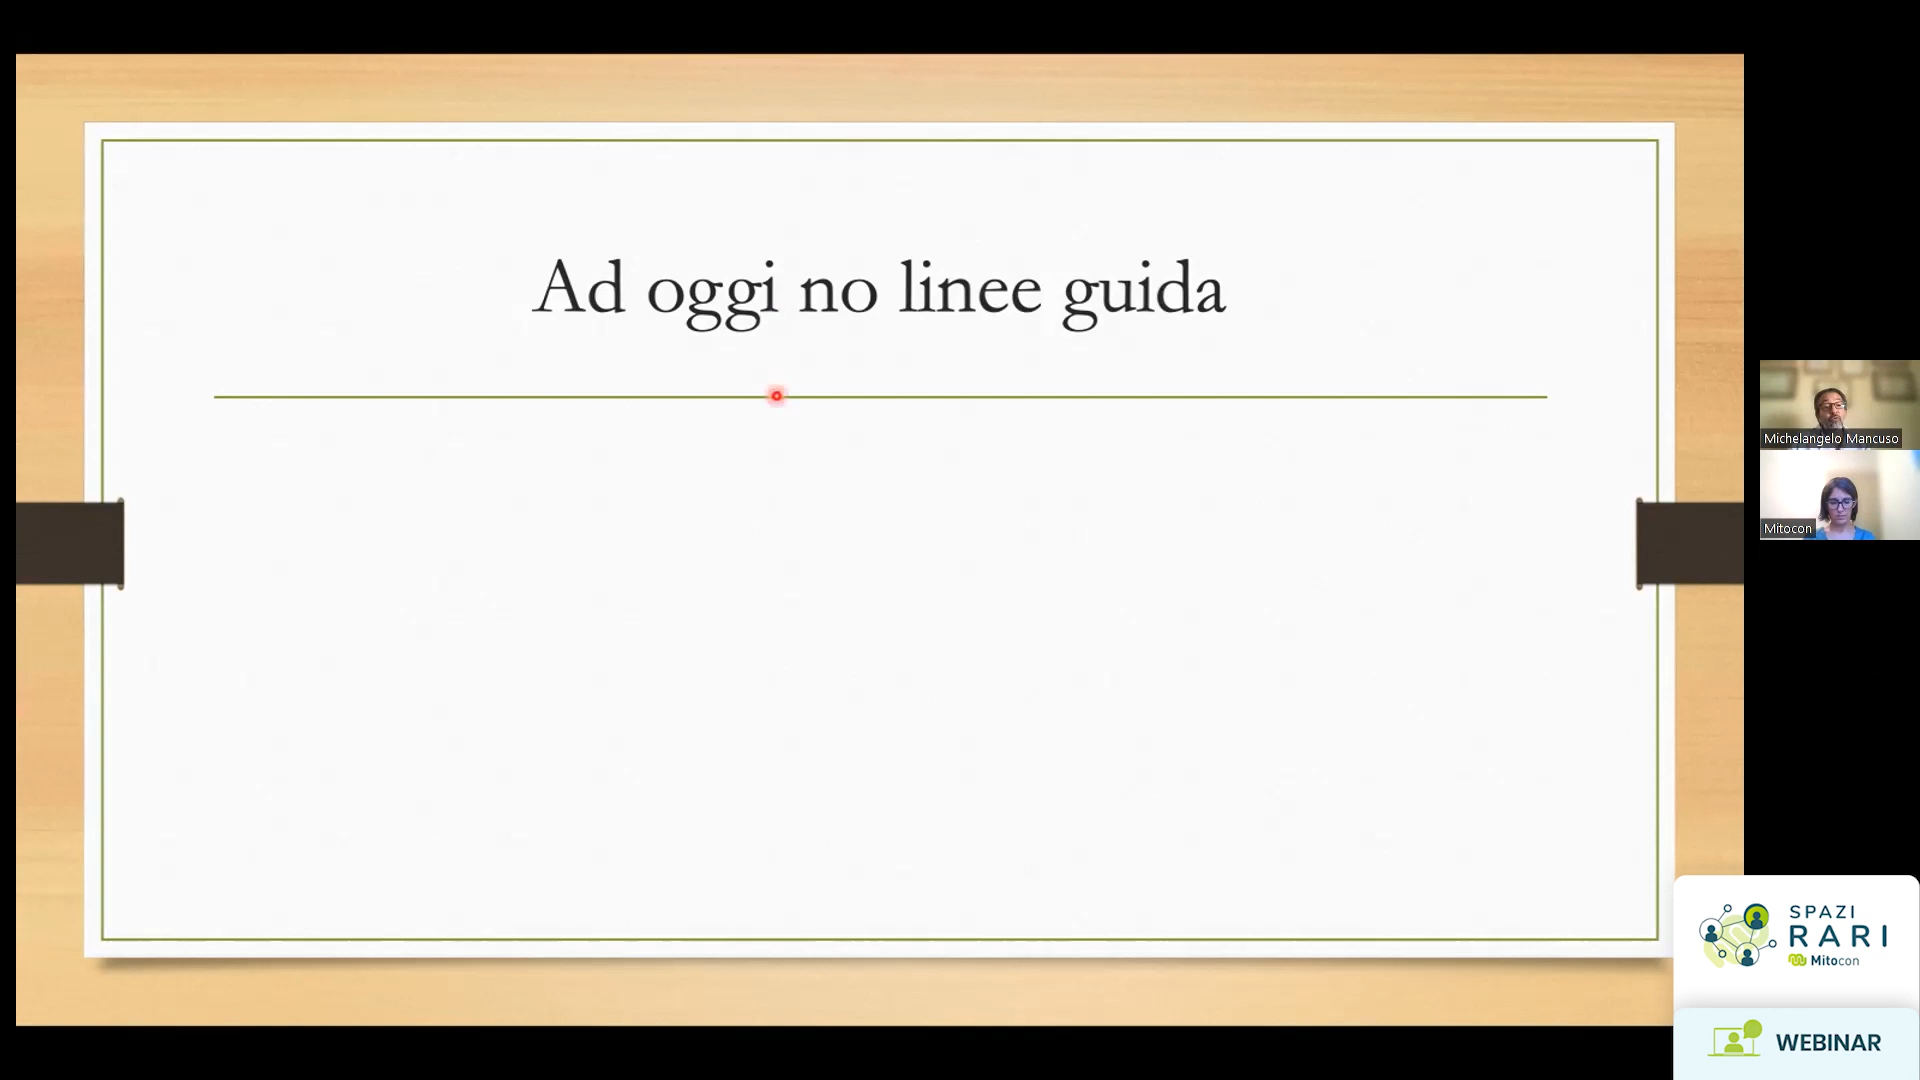 Ad oggi no linee guida
Michelangelo Mancuso
Mitocon
SPAZI
RARI
Mitocon
WEBINAR